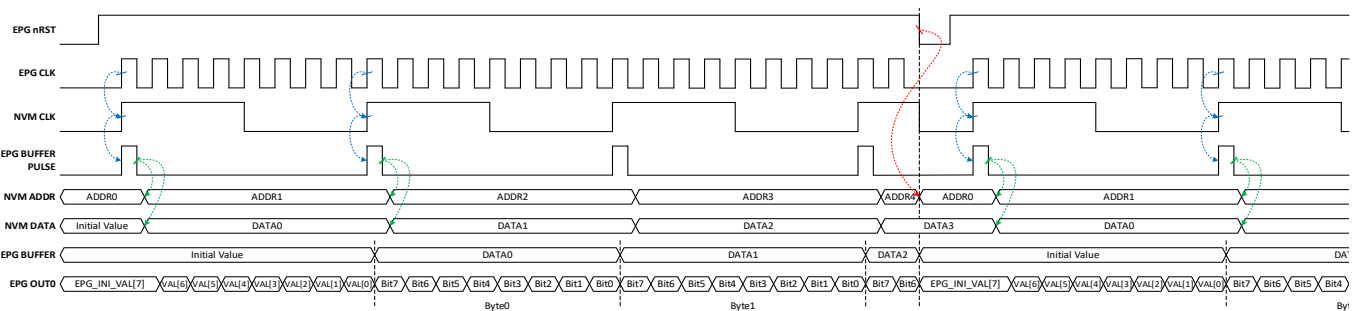 EPG nRST
EPG CLK
NVM CLK
EPG BUFFER
PULSE
NVM ADDR ADDR0 ADDR1 ADDR2 ADDR3 ADDR4 ADDR0 ADDR1
NVM DATA Initial Value DATA0 DATA1 DATA2 DATA3 DATA0
EPG BUFFER Initial Value DATA0 DATA1 DATA2 Initial Value DAT
EPG OUT0 EPG_INI_VAL[7] VAL[6] VAL[5] VAL[4] VAL[3] VAL[2] VAL[1] VAL[0] Bit7 Bit6 Bit5 Bit4 Bit3 Bit2 Bit1 Bit0 Bit7 Bit6 Bit5 Bit4 Bit3 Bit2 Bit1 Bit0 Bit7 Bit6 EPG_INI_VAL[7] VAL[6] VAL[5] VAL[4] VAL[3] VAL[2] VAL[1] VAL[0] Bit7 Bit6 Bit5 Bit4
Byte0 Byte1 Byt